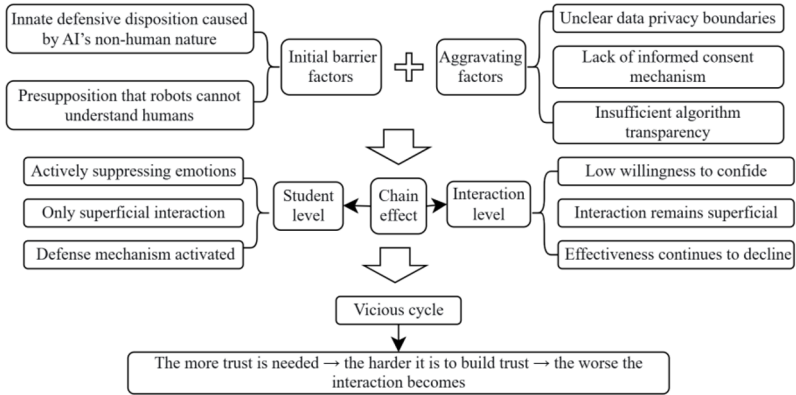 Innate defensive disposition caused
by AI's non-human nature
Presupposition that robots cannot
understand humans
Initial barrier
factors
Aggravating
factors
Unclear data privacy boundaries
Lack of informed consent
mechanism
Insufficient algorithm
transparency
Actively suppressing emotions
Only superficial interaction
Defense mechanism activated
Student
level
Chain
effect
Interaction
level
Low willingness to confide
Interaction remains superficial
Effectiveness continues to decline
Vicious cycle
The more trust is needed → the harder it is to build trust → the worse the
interaction becomes